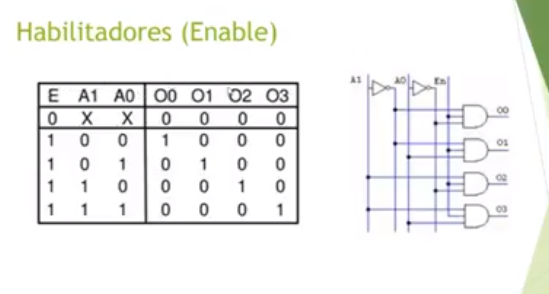 Habilitadores (Enable)
E A1 A0 O0 O1 O2 O3
0 X X 0 0 0 0
1 0 0 1 0 0 0
1 0 1 0 1 0 0
1 1 0 0 0 1 0
1 1 1 0 0 0 1
A1 A0 En
O0
O1
O2
O3